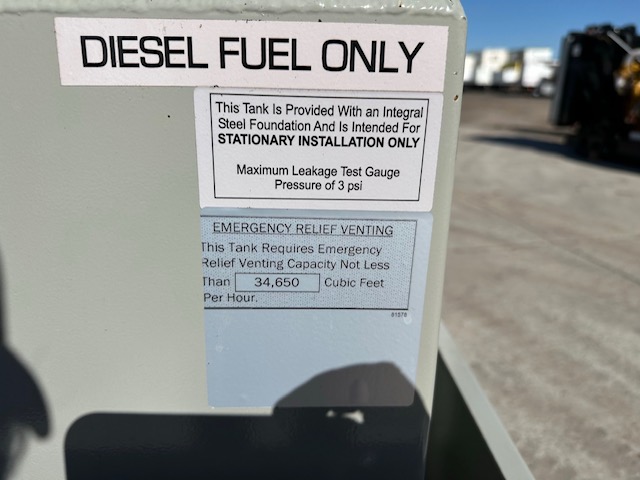 DIESEL FUEL ONLY
This Tank Is Provided With an Integral
Steel Foundation And Is Intended For
STATIONARY INSTALLATION ONLY
Maximum Leakage Test Gauge
Pressure of 3 psi
EMERGENCY RELIEF VENTING
This Tank Requires Emergency
Relief Venting Capacity Not Less
Than 34,650 Cubic Feet
Per Hour.